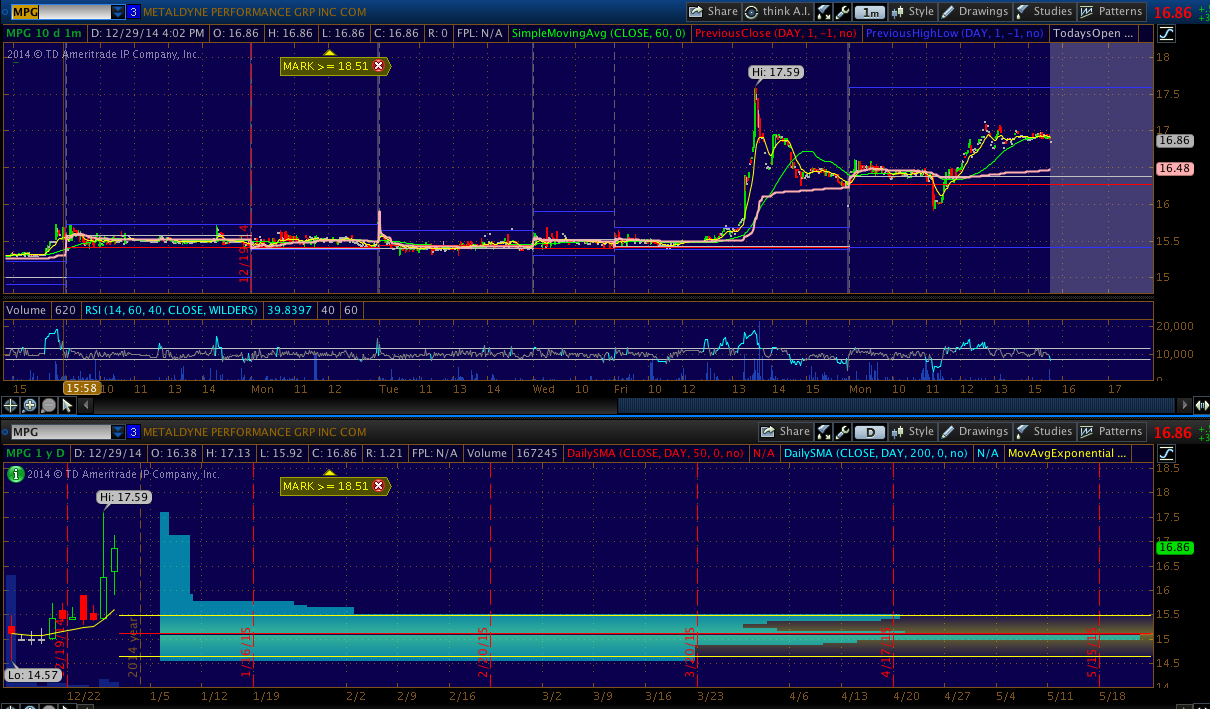 MPG 3 METALDYNE PERFORMANCE GRP INC COM Share think A.I. 1m Style Drawings Studies Patterns 16.86
MPG 10 d 1m D: 12/29/14 4:02 PM O: 16.86 H: 16.86 L: 16.86 C: 16.86 R: 0 FPL: N/A SimpleMovingAvg (CLOSE, 60, 0) PreviousClose (DAY, 1, -1, no) PreviousHighLow (DAY, 1, -1, no) TodaysOpen ...
2014 © TD Ameritrade IP Company, Inc.
MARK >= 18.51
Hi: 17.59
18
17.5
17
16.86
16.48
16
15.5
15
12/19/14
Volume 620 RSI (14, 60, 40, CLOSE, WILDERS) 39.8397 40 60
20,000
10,000
0
15 15:58 10 11 13 14 Mon 11 12 Tue 11 13 14 Wed 10 Fri 10 12 13 14 15 Mon 10 11 12 13 15 16 17
MPG 3 METALDYNE PERFORMANCE GRP INC COM Share D Style Drawings Studies Patterns 16.86
MPG 1 y D D: 12/29/14 O: 16.38 H: 17.13 L: 15.92 C: 16.86 R: 1.21 FPL: N/A Volume 167245 DailySMA (CLOSE, DAY, 50, 0, no) N/A DailySMA (CLOSE, DAY, 200, 0, no) N/A MovAvgExponential ...
2014 © TD Ameritrade IP Company, Inc.
MARK >= 18.51
Hi: 17.59
18.5
18
17.5
17
16.86
16.5
16
15.5
15
14.5
14
2014 year
1/16/15
2/20/15
3/20/15
5/15/15
Lo: 14.57
12/22 1/5 1/12 1/19 2/2 2/9 2/16 3/2 3/9 3/16 3/23 4/6 4/13 4/20 4/27 5/4 5/11 5/18